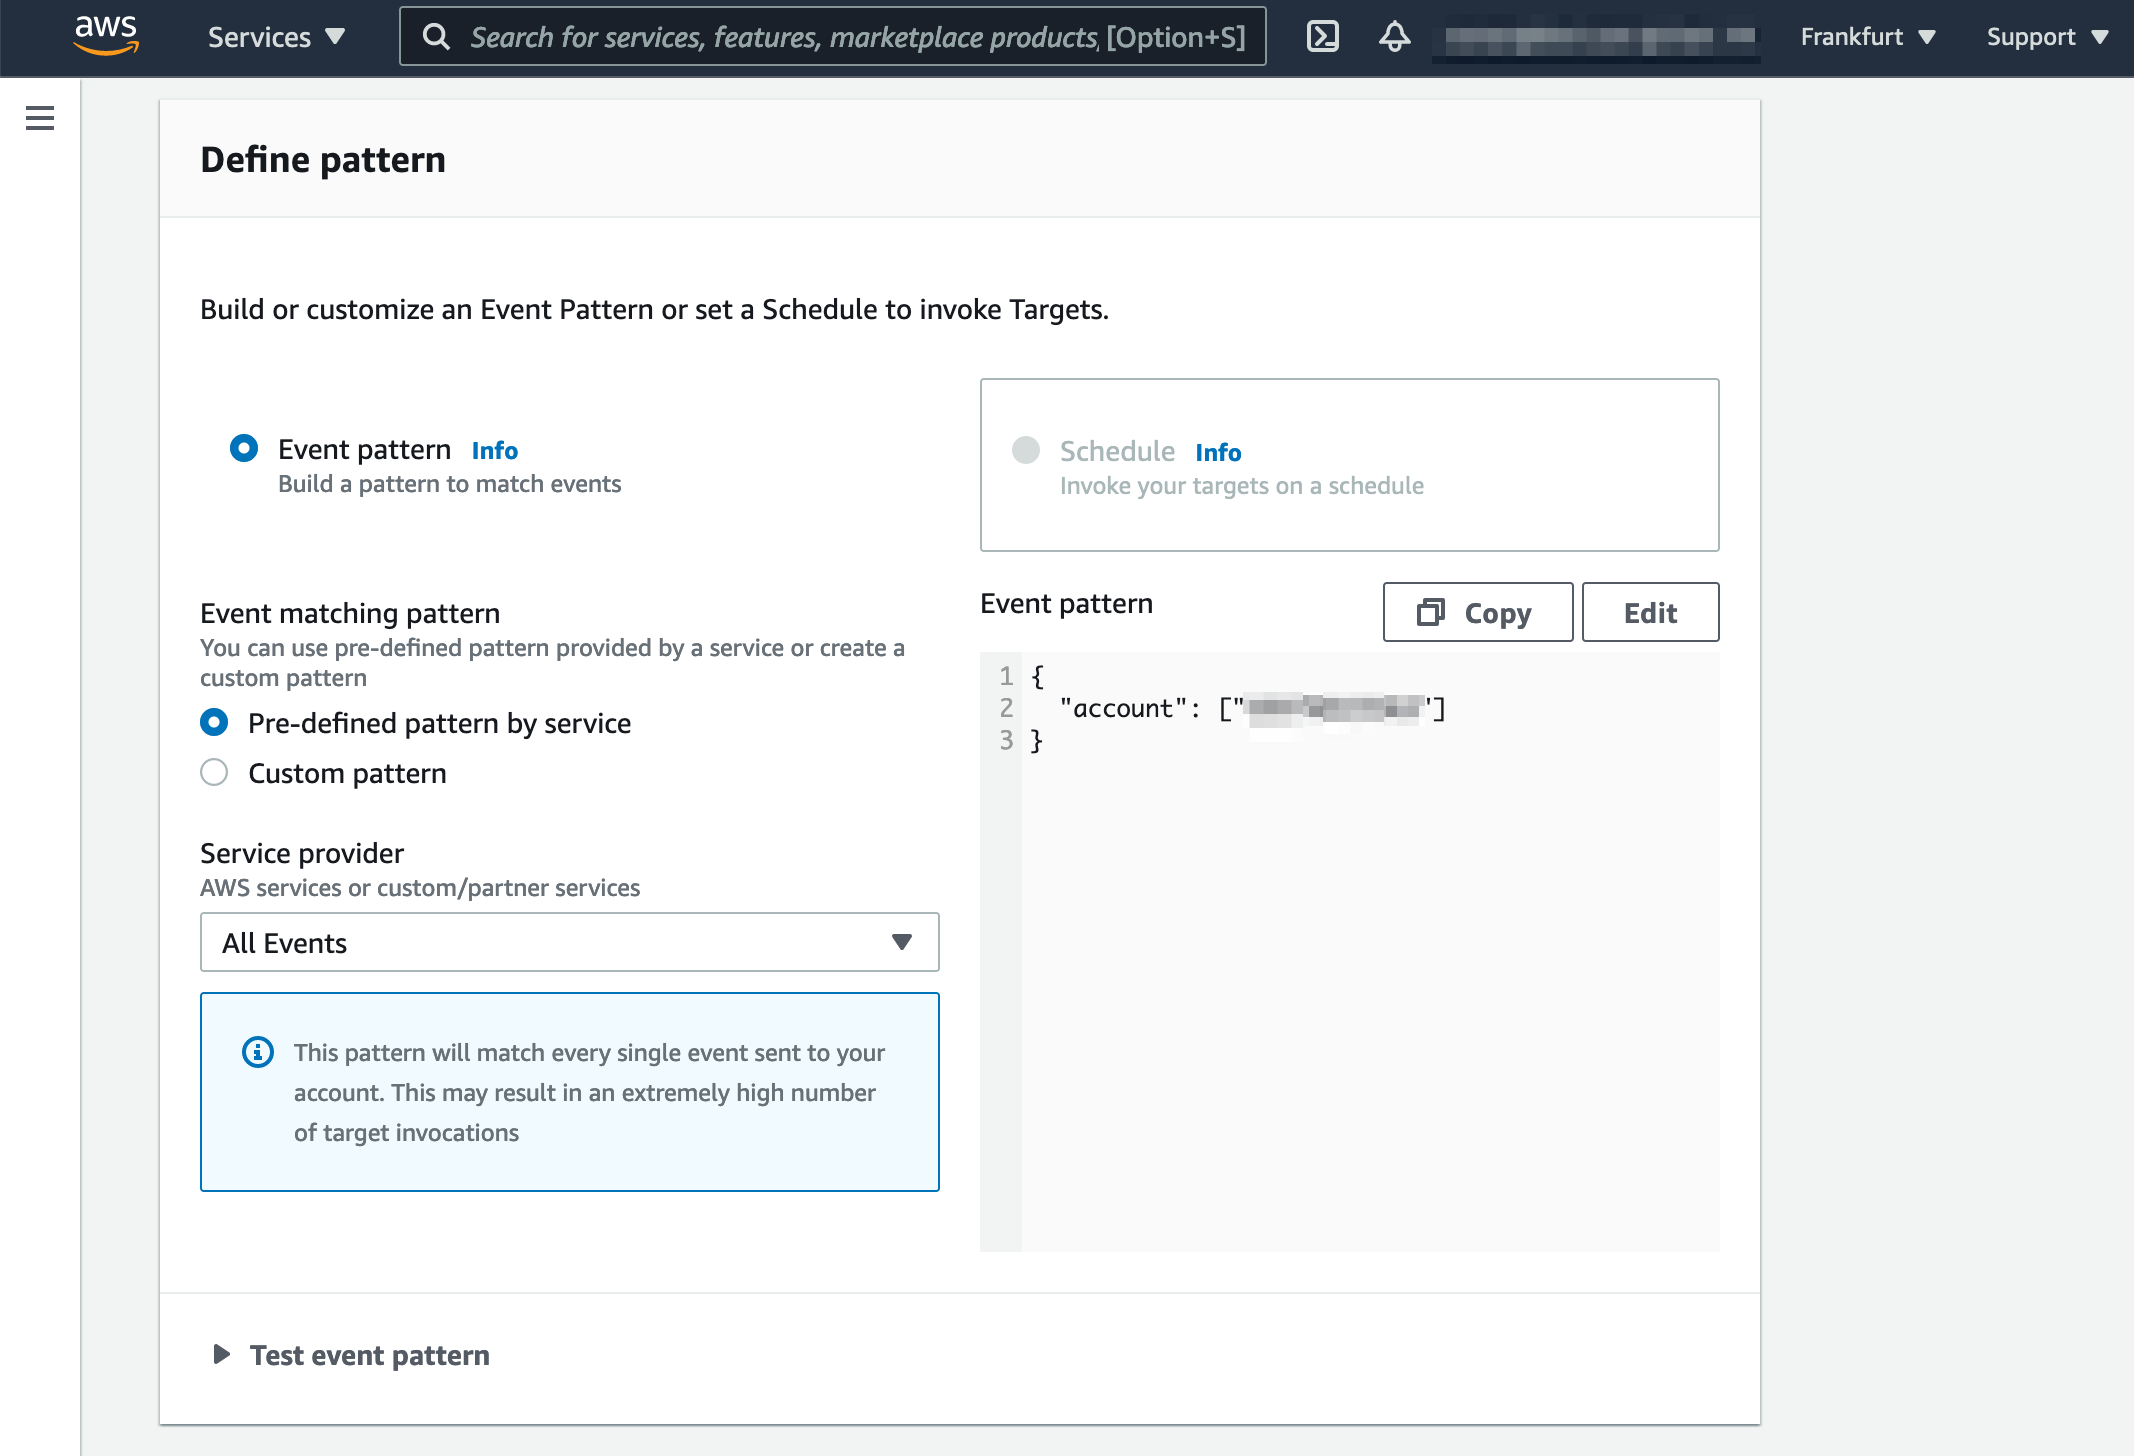 aws Services Search for services, features, marketplace products, [Option+S] Frankfurt Support
Define pattern
Build or customize an Event Pattern or set a Schedule to invoke Targets.
Event pattern Info
Build a pattern to match events
Schedule Info
Invoke your targets on a schedule
Event matching pattern
You can use pre-defined pattern provided by a service or create a
custom pattern
Pre-defined pattern by service
Custom pattern
Service provider
AWS services or custom/partner services
All Events
This pattern will match every single event sent to your
account. This may result in an extremely high number
of target invocations
Event pattern Copy Edit
1 {
2 "account": [" "]
3 }
Test event pattern